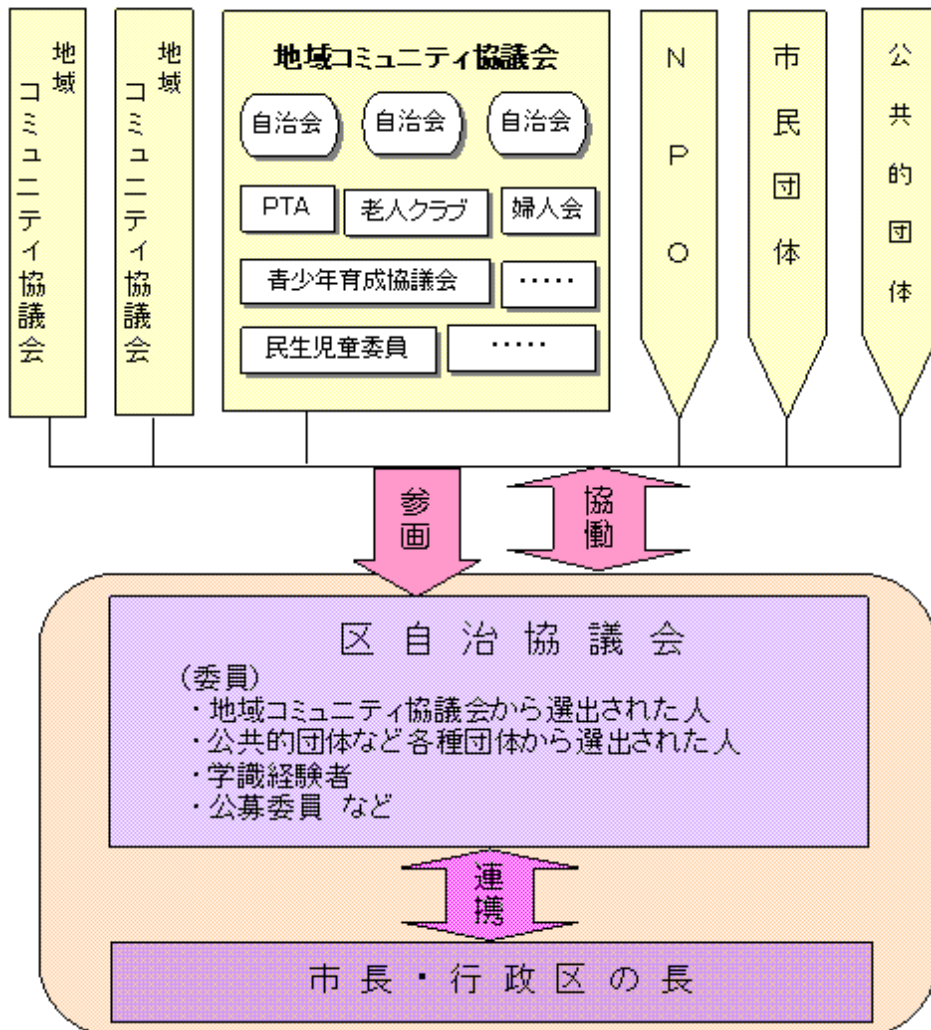 地域
コミュニティ協議会
地域
コミュニティ協議会
地域コミュニティ協議会
自治会
自治会
自治会
PTA
老人クラブ
婦人会
青少年育成協議会
・・・・・
民生児童委員
・・・・・
NPO
市民団体
公共的団体
参画
協働
区自治協議会
(委員)
・地域コミュニティ協議会から選出された人
・公共的団体など各種団体から選出された人
・学識経験者
・公募委員 など
連携
市長・行政区の長